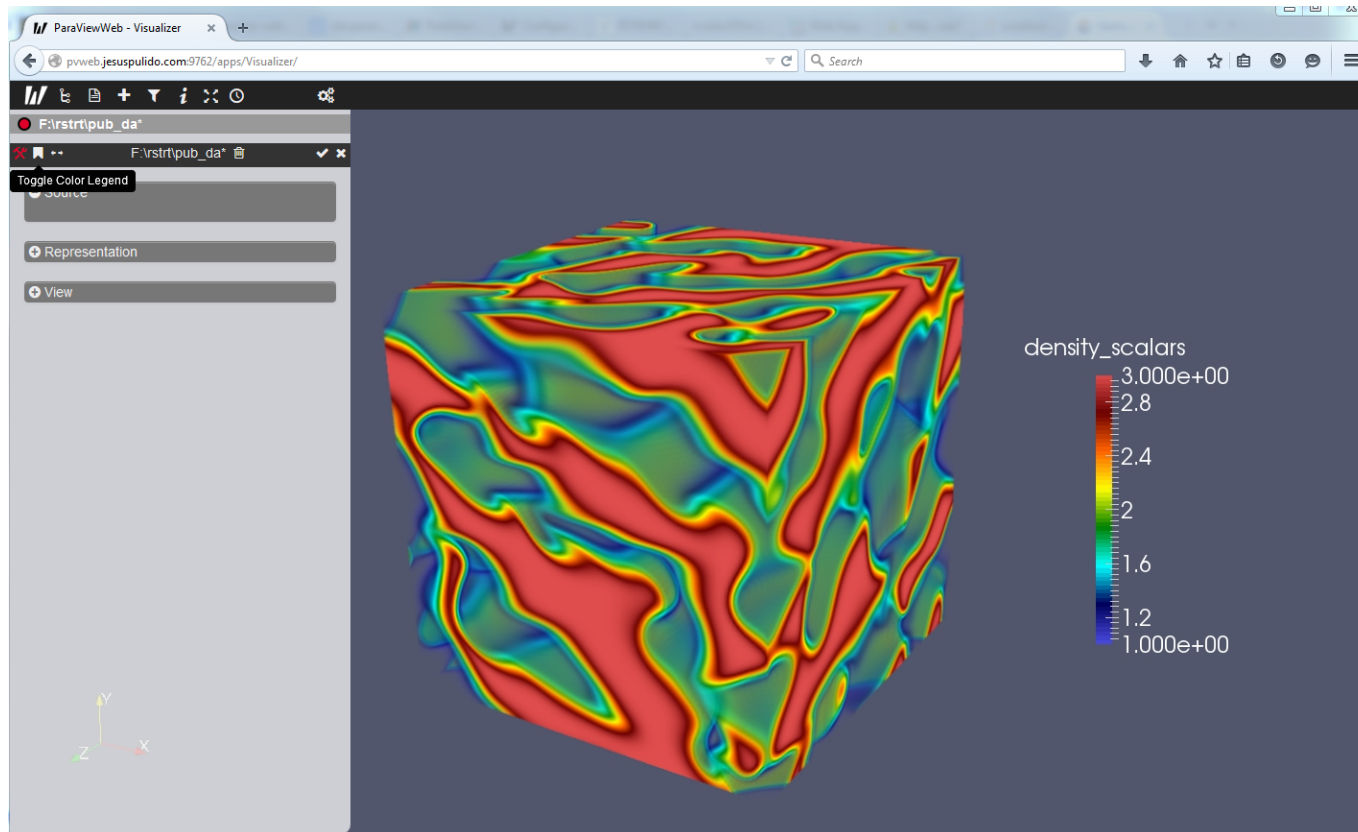 ParaViewWeb - Visualizer
pvweb.jesuspulido.com:9762/apps/Visualizer/
Search
F:\rstrt\pub_da*
F:\rstrt\pub_da*
Toggle Color Legend
Source
Representation
View
density_scalars
3.000e+00
2.8
2.4
2
1.6
1.2
1.000e+00
Y
X
Z